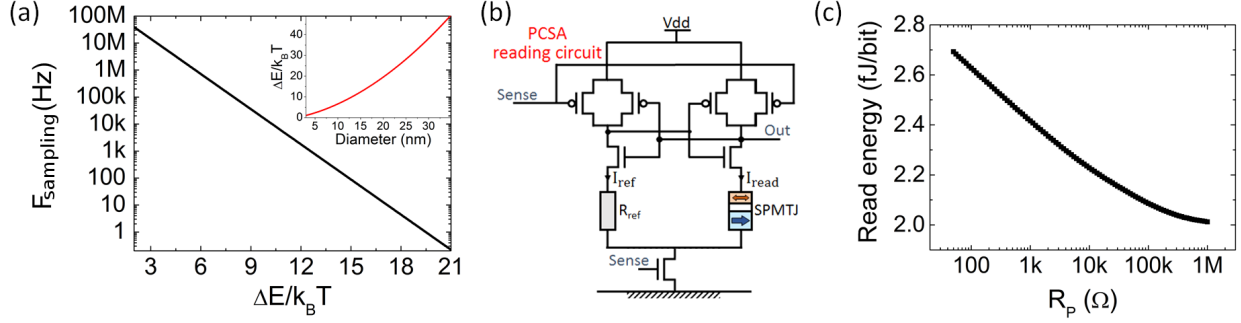 (a)
F_sampling (Hz)
100M
10M
1M
100k
10k
1k
100
10
1
3 6 9 12 15 18 21
ΔE/k_BT
ΔE/k_BT
40
30
20
10
0
5 10 15 20 25 30
Diameter (nm)
(b)
Vdd
PCSA
reading circuit
Sense
Out
I_ref
I_read
R_ref
SPMTJ
Sense
(c)
Read energy (fJ/bit)
2.8
2.6
2.4
2.2
2.0
100 1k 10k 100k 1M
R_P (Ω)